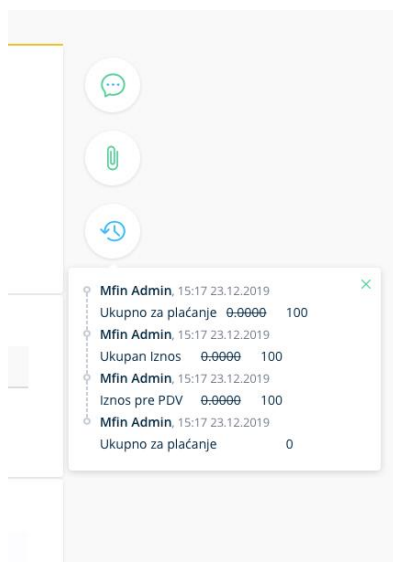 Mfin Admin, 15:17 23.12.2019
Ukupno za plaćanje 0.0000 100
Mfin Admin, 15:17 23.12.2019
Ukupan Iznos 0.0000 100
Mfin Admin, 15:17 23.12.2019
Iznos pre PDV 0.0000 100
Mfin Admin, 15:17 23.12.2019
Ukupno za plaćanje 0